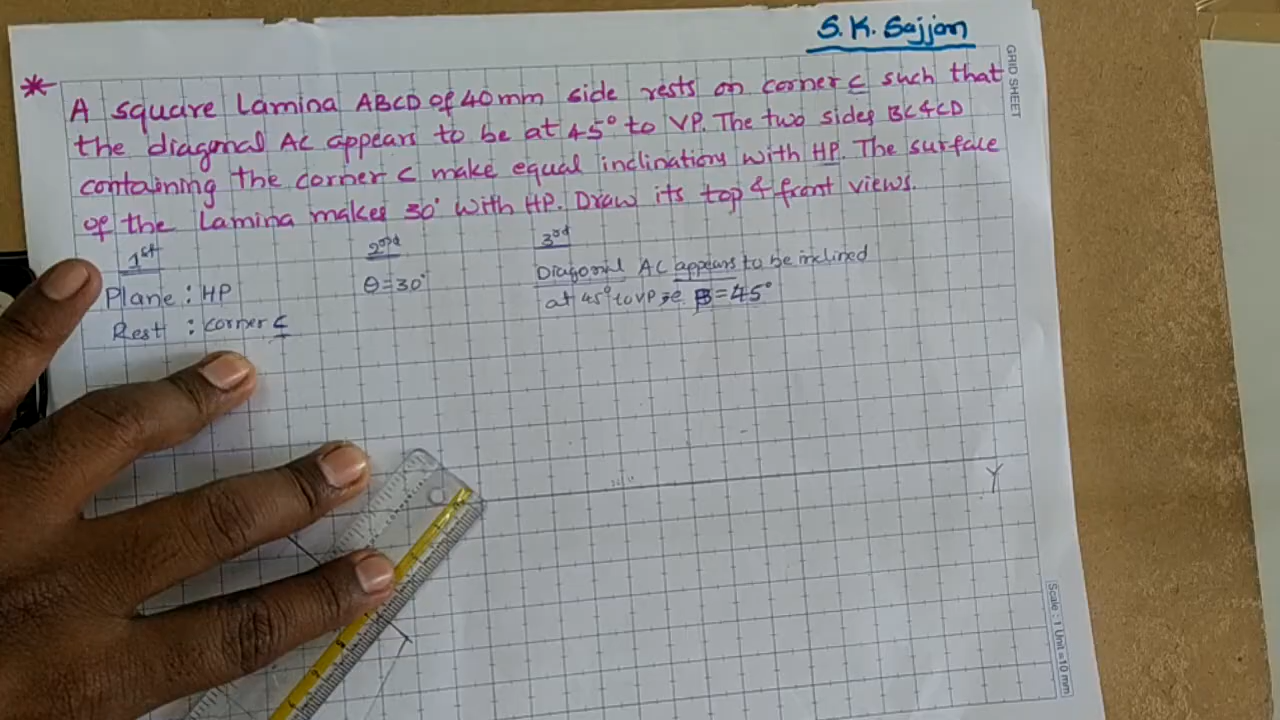 S. K. Sajjan
GRID SHEET
* A square Lamina ABCD of 40 mm side rests on corner C such that
the diagonal AC appears to be at 45° to VP. The two sides BC & CD
containing the corner C make equal inclinations with HP. The surface
of the Lamina makes 30° with HP. Draw its top & front views.
1st
Plane : HP
Rest : corner C
2nd
θ = 30°
3rd
Diagonal AC appears to be inclined
at 45° to VP ie β = 45°
Y
Scale : 1 Unit = 10 mm